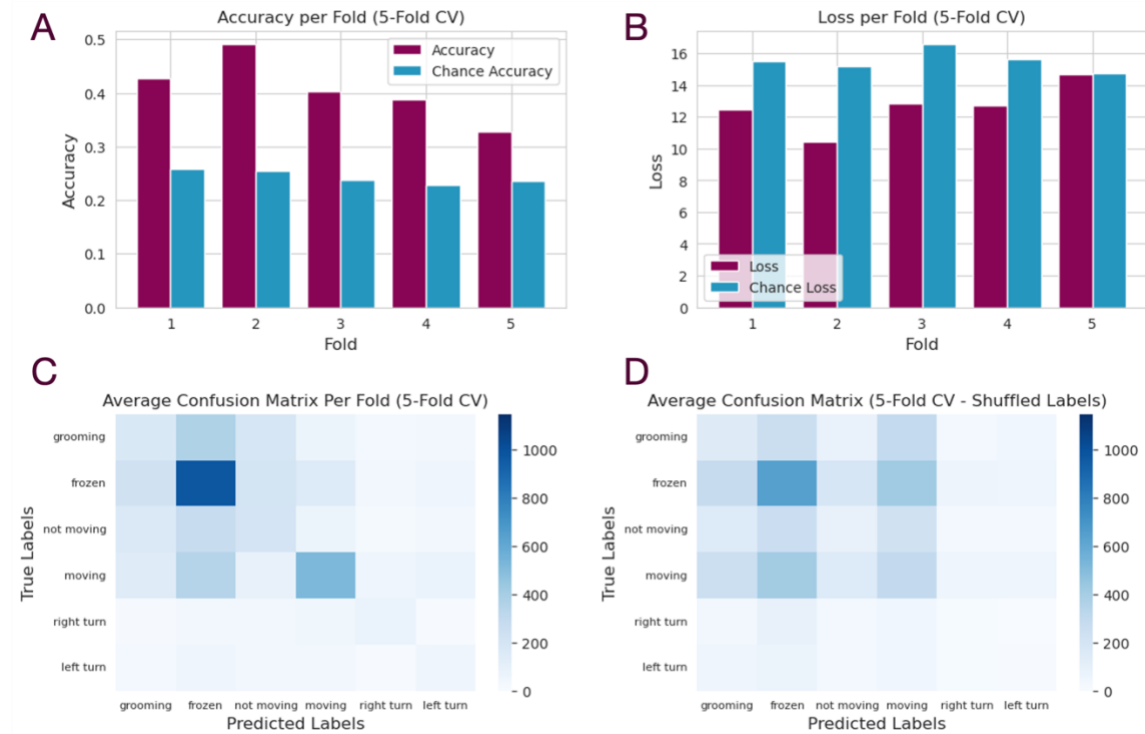 A
Accuracy per Fold (5-Fold CV)
Accuracy
Chance Accuracy
0.5
0.4
0.3
0.2
0.1
0.0
Accuracy
1 2 3 4 5
Fold
B
Loss per Fold (5-Fold CV)
16
14
12
10
8
6
4
2
0
Loss
Loss
Chance Loss
1 2 3 4 5
Fold
C
Average Confusion Matrix Per Fold (5-Fold CV)
True Labels
grooming
frozen
not moving
moving
right turn
left turn
grooming frozen not moving moving right turn left turn
Predicted Labels
1000
800
600
400
200
0
D
Average Confusion Matrix (5-Fold CV - Shuffled Labels)
True Labels
grooming
frozen
not moving
moving
right turn
left turn
grooming frozen not moving moving right turn left turn
Predicted Labels
1000
800
600
400
200
0